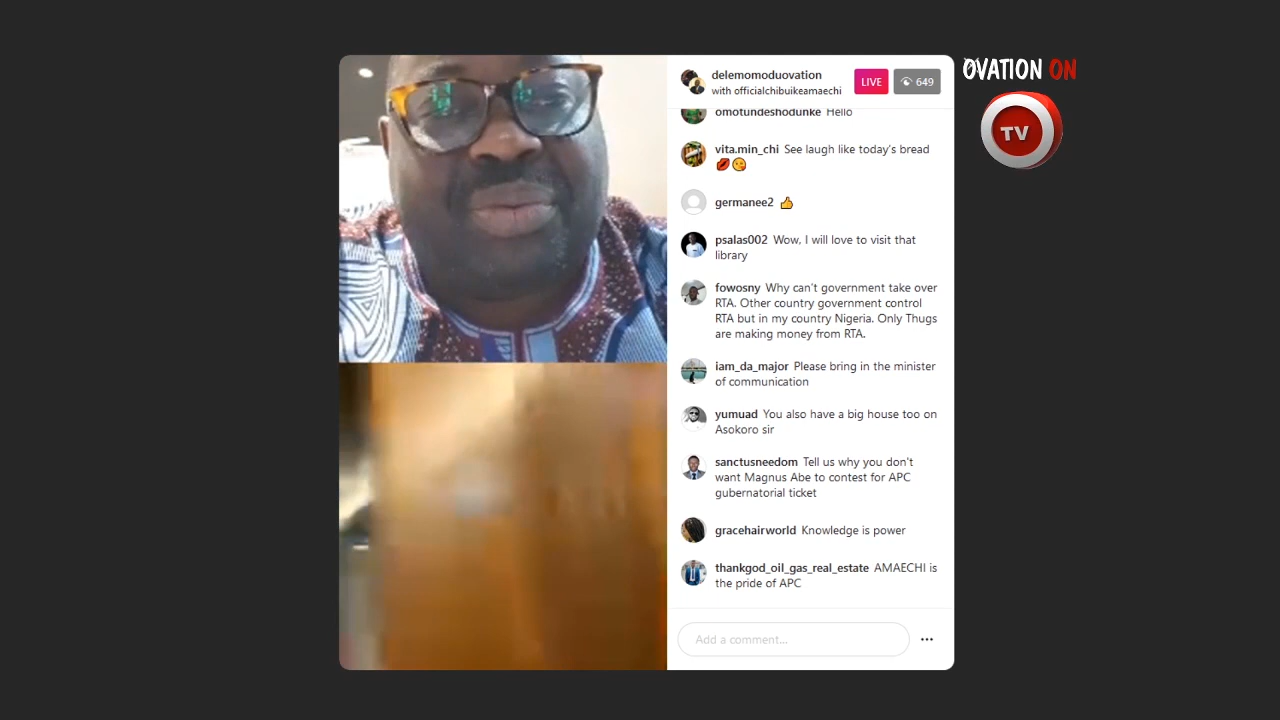 delemomoduovation
with officialchibuikeamaechi
LIVE
649
OVATION ON
TV
omotundeshodunke Hello
vita.min_chi See laugh like today's bread
💋😋
germanee2 👍
psalas002 Wow, I will love to visit that
library
fowosny Why can't government take over
RTA. Other country government control
RTA but in my country Nigeria. Only Thugs
are making money from RTA.
iam_da_major Please bring in the minister
of communication
yumuad You also have a big house too on
Asokoro sir
sanctusneedom Tell us why you don't
want Magnus Abe to contest for APC
gubernatorial ticket
gracehairworld Knowledge is power
thankgod_oil_gas_real_estate AMAECHI is
the pride of APC
Add a comment...